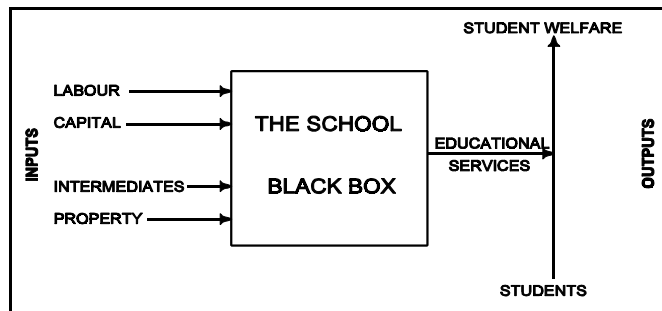 STUDENT WELFARE
INPUTS
LABOUR
CAPITAL
INTERMEDIATES
PROPERTY
THE SCHOOL
BLACK BOX
EDUCATIONAL
SERVICES
OUTPUTS
STUDENTS